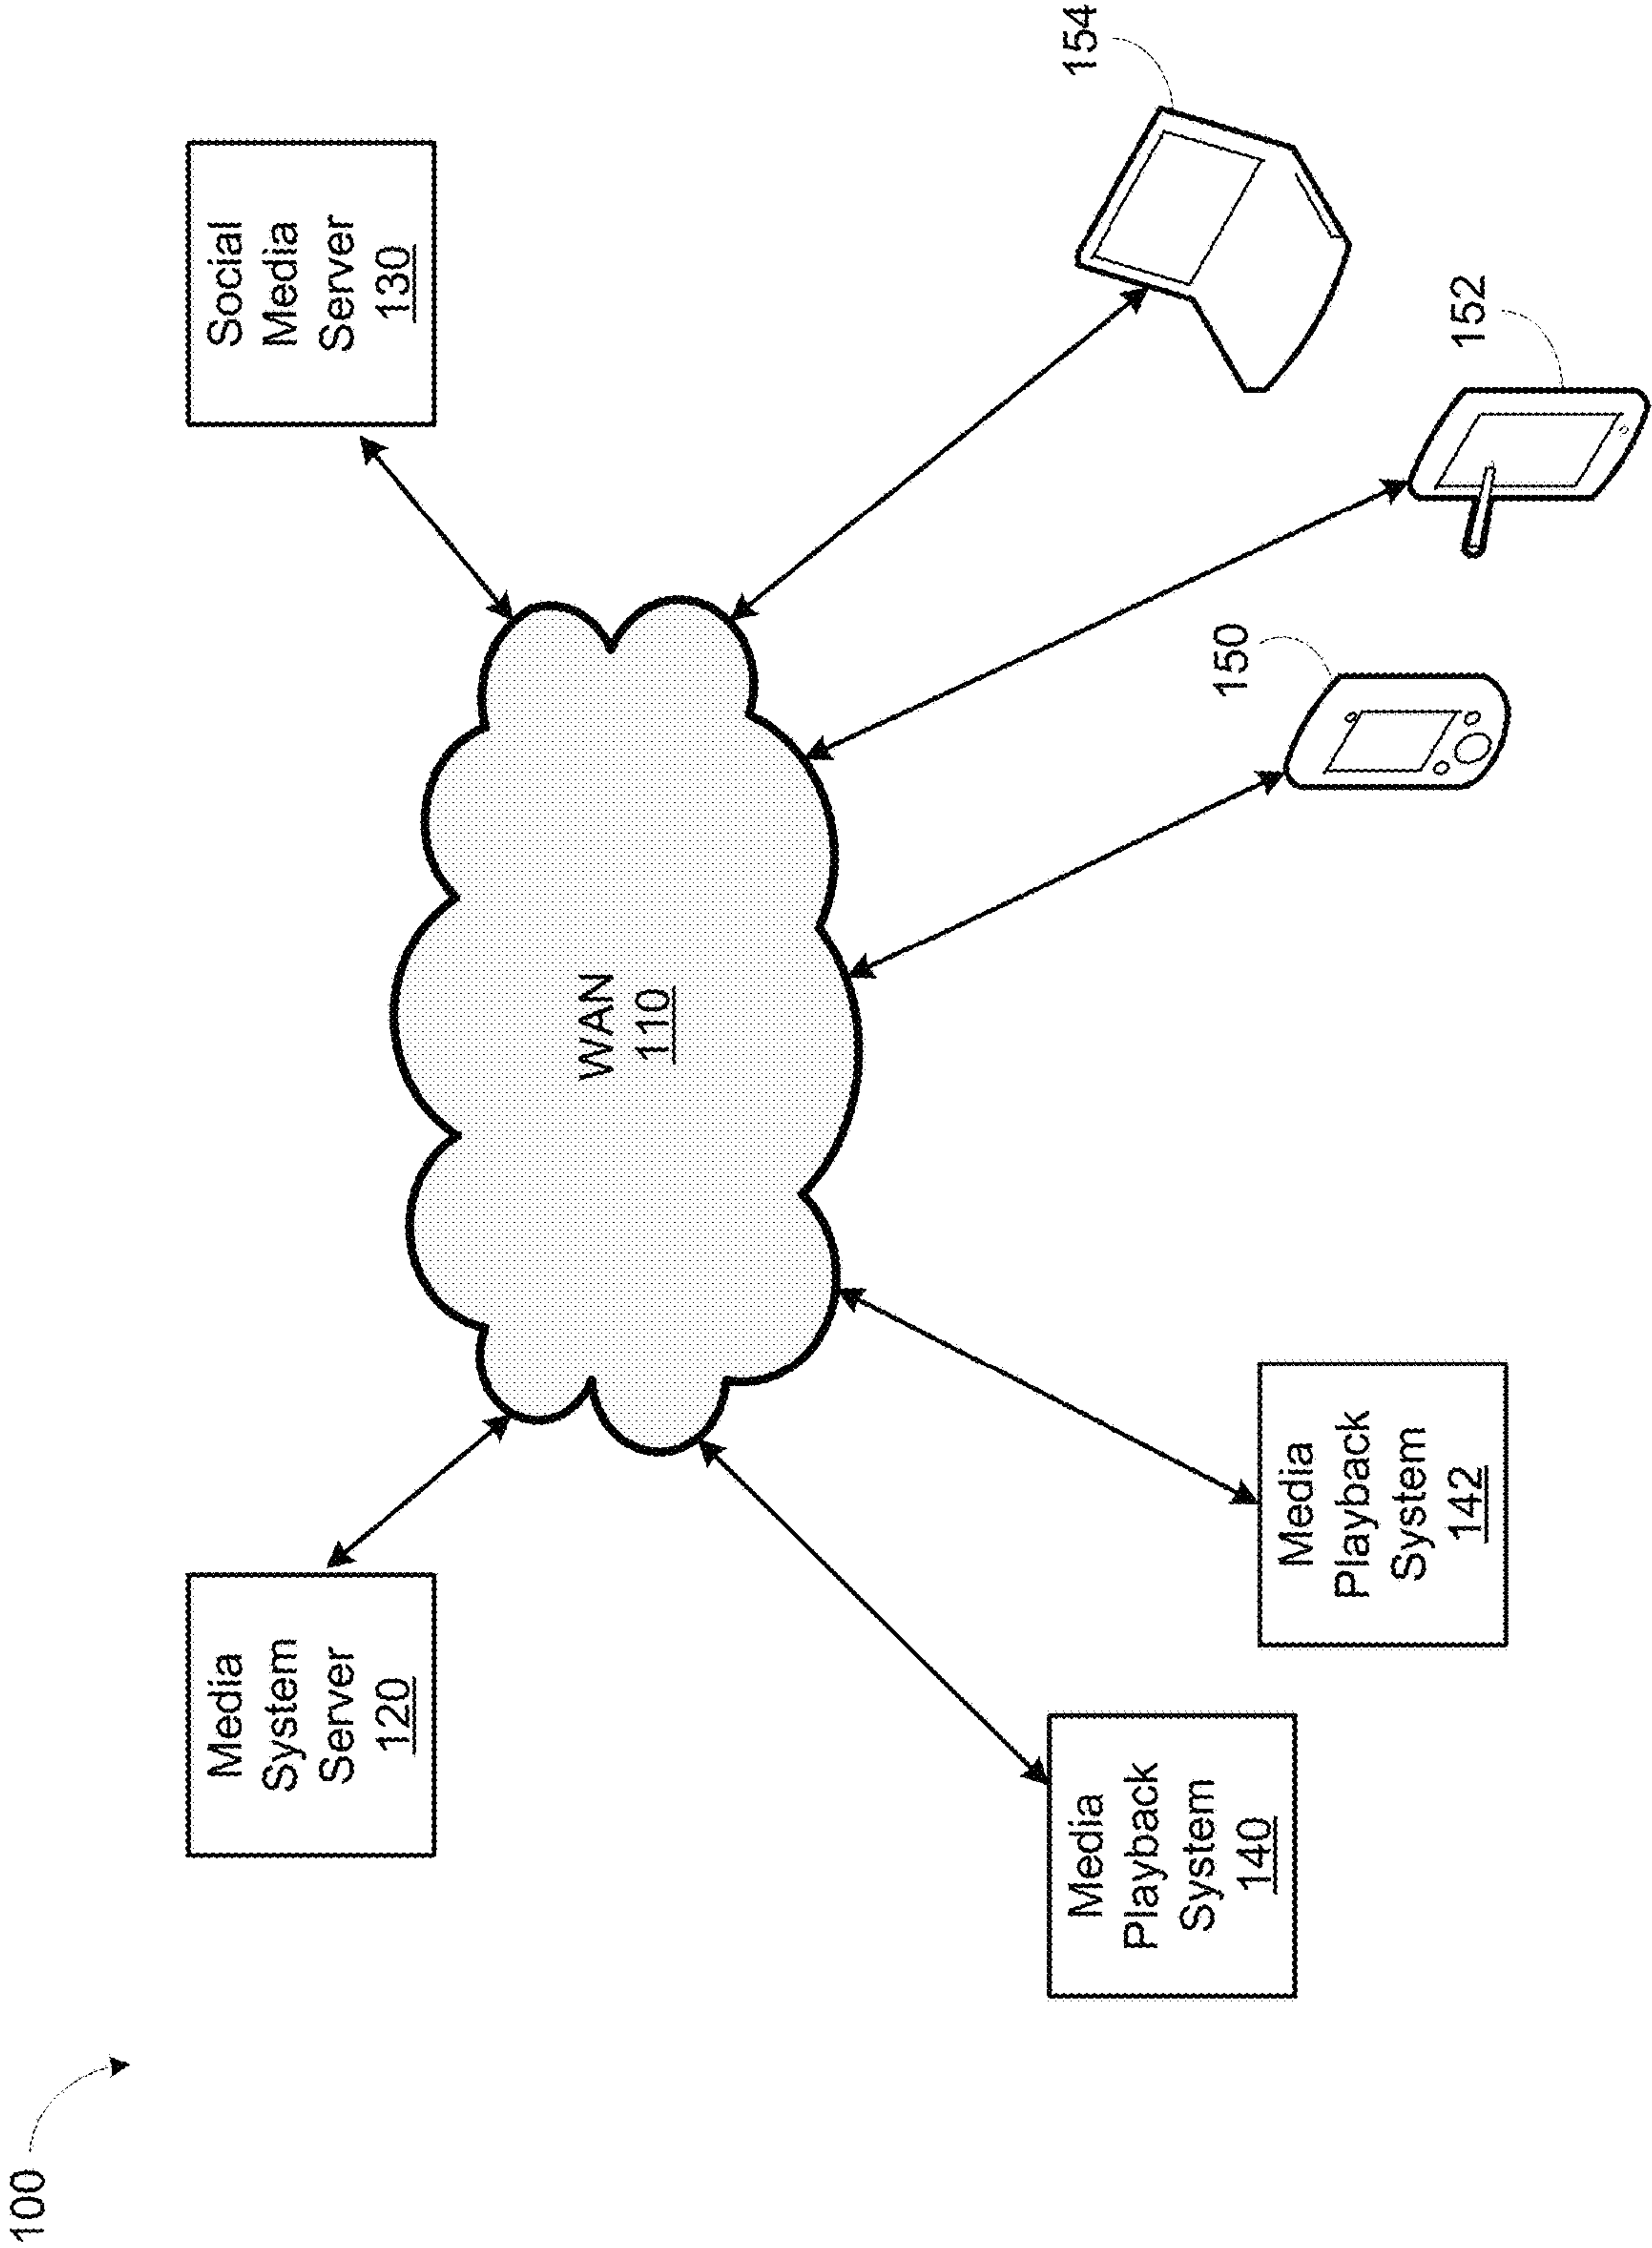 100
Media
System
Server
120
Social
Media
Server
130
WAN
110
Media
Playback
System
140
Media
Playback
System
142
150
152
154